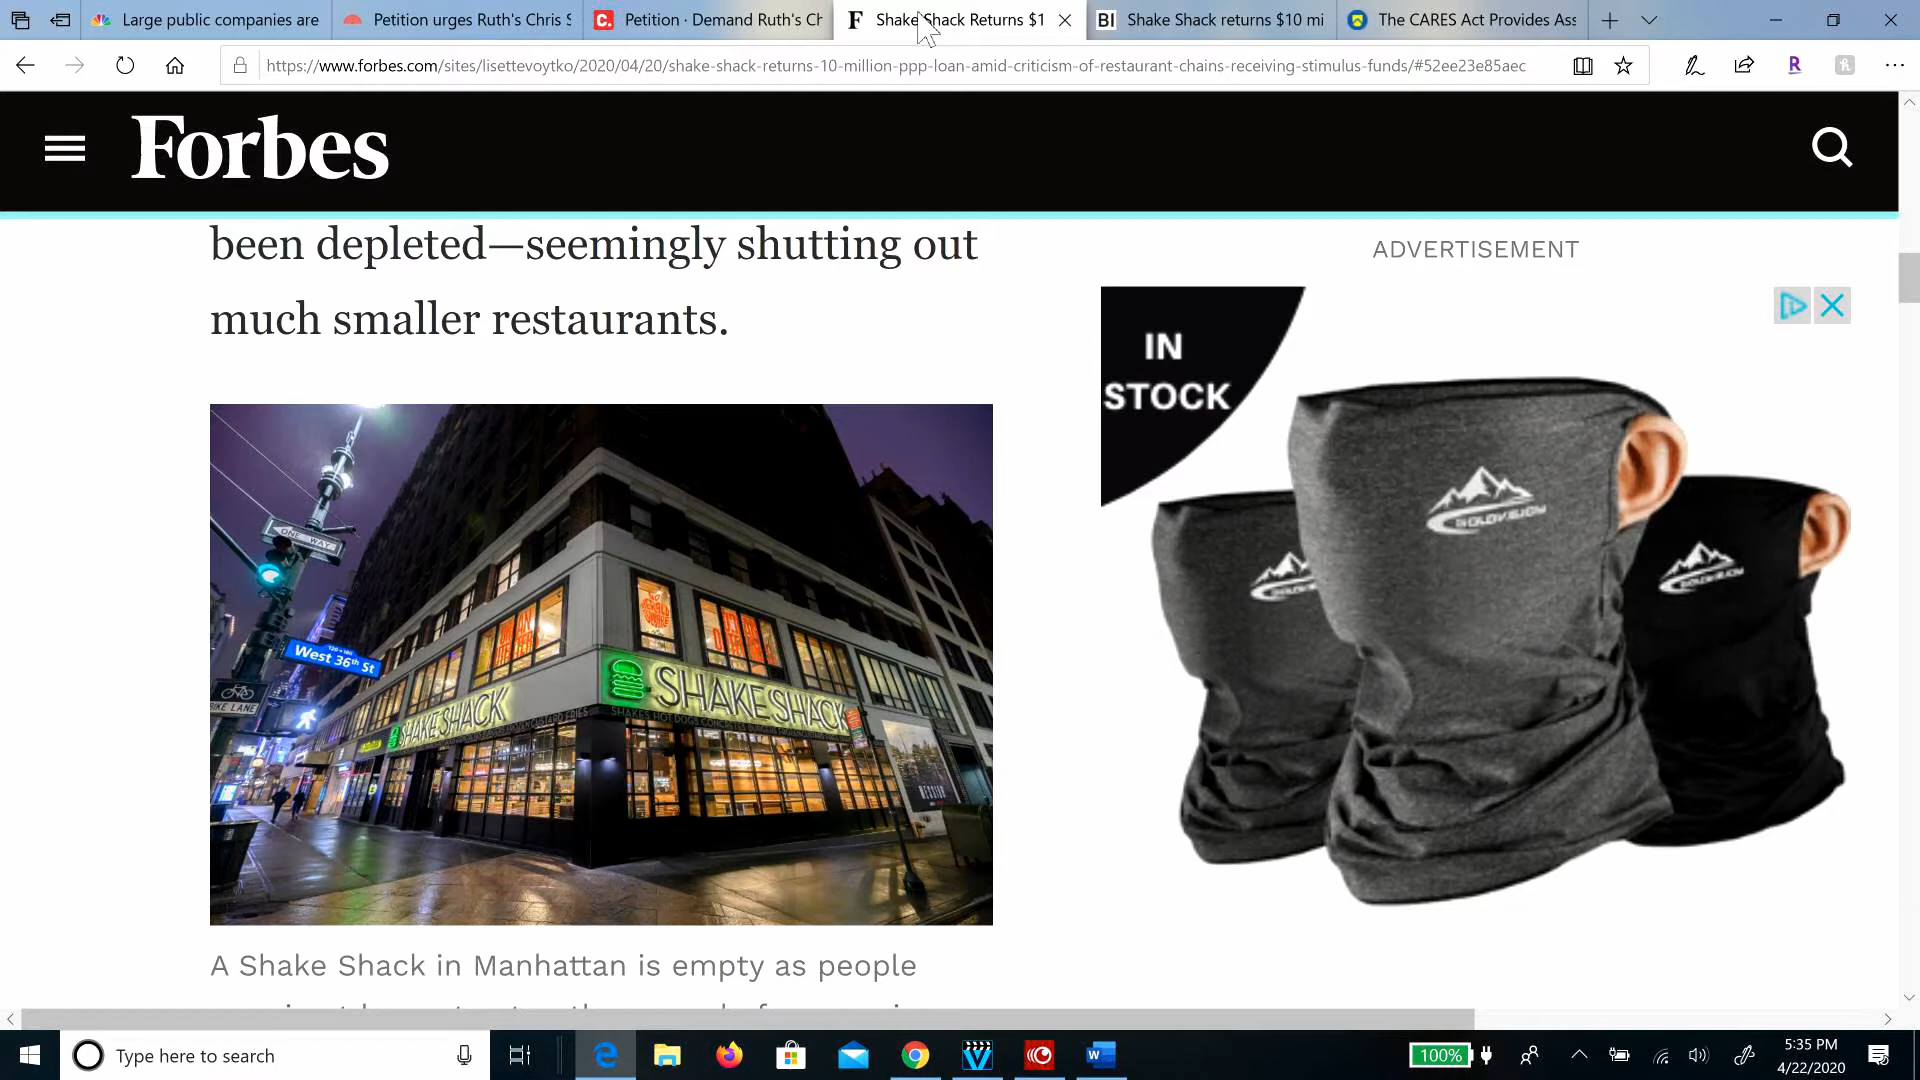 Large public companies are
Petition urges Ruth's Chris S
Petition · Demand Ruth's Ch
Shake Shack Returns $1
Shake Shack returns $10 mi
The CARES Act Provides Ass
https://www.forbes.com/sites/lisettevoytko/2020/04/20/shake-shack-returns-10-million-ppp-loan-amid-criticism-of-restaurant-chains-receiving-stimulus-funds/#52ee23e85aec
Forbes
been depleted—seemingly shutting out
much smaller restaurants.
ADVERTISEMENT
IN
STOCK
ONE WAY
West 36th St
BIKE LANE
SHAKE SHACK
SHAKE SHACK
A Shake Shack in Manhattan is empty as people
Type here to search
100%
5:35 PM
4/22/2020